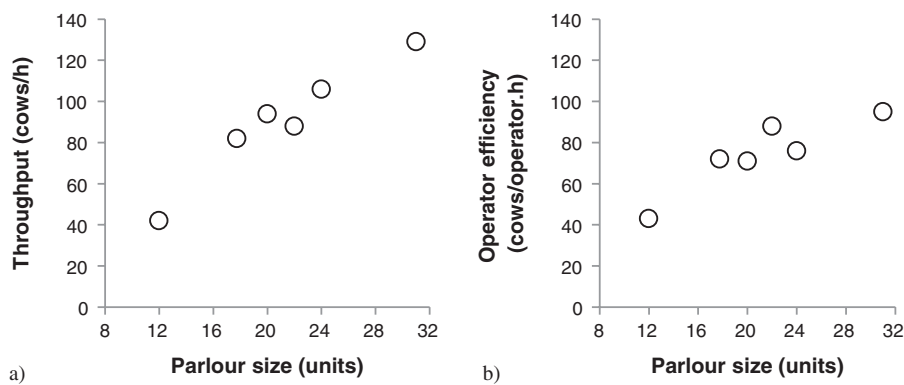 140
120
100
80
60
40
20
0
8 12 16 20 24 28 32
Throughput (cows/h)
Parlour size (units)
a)
140
120
100
80
60
40
20
0
8 12 16 20 24 28 32
Operator efficiency
(cows/operator.h)
Parlour size (units)
b)